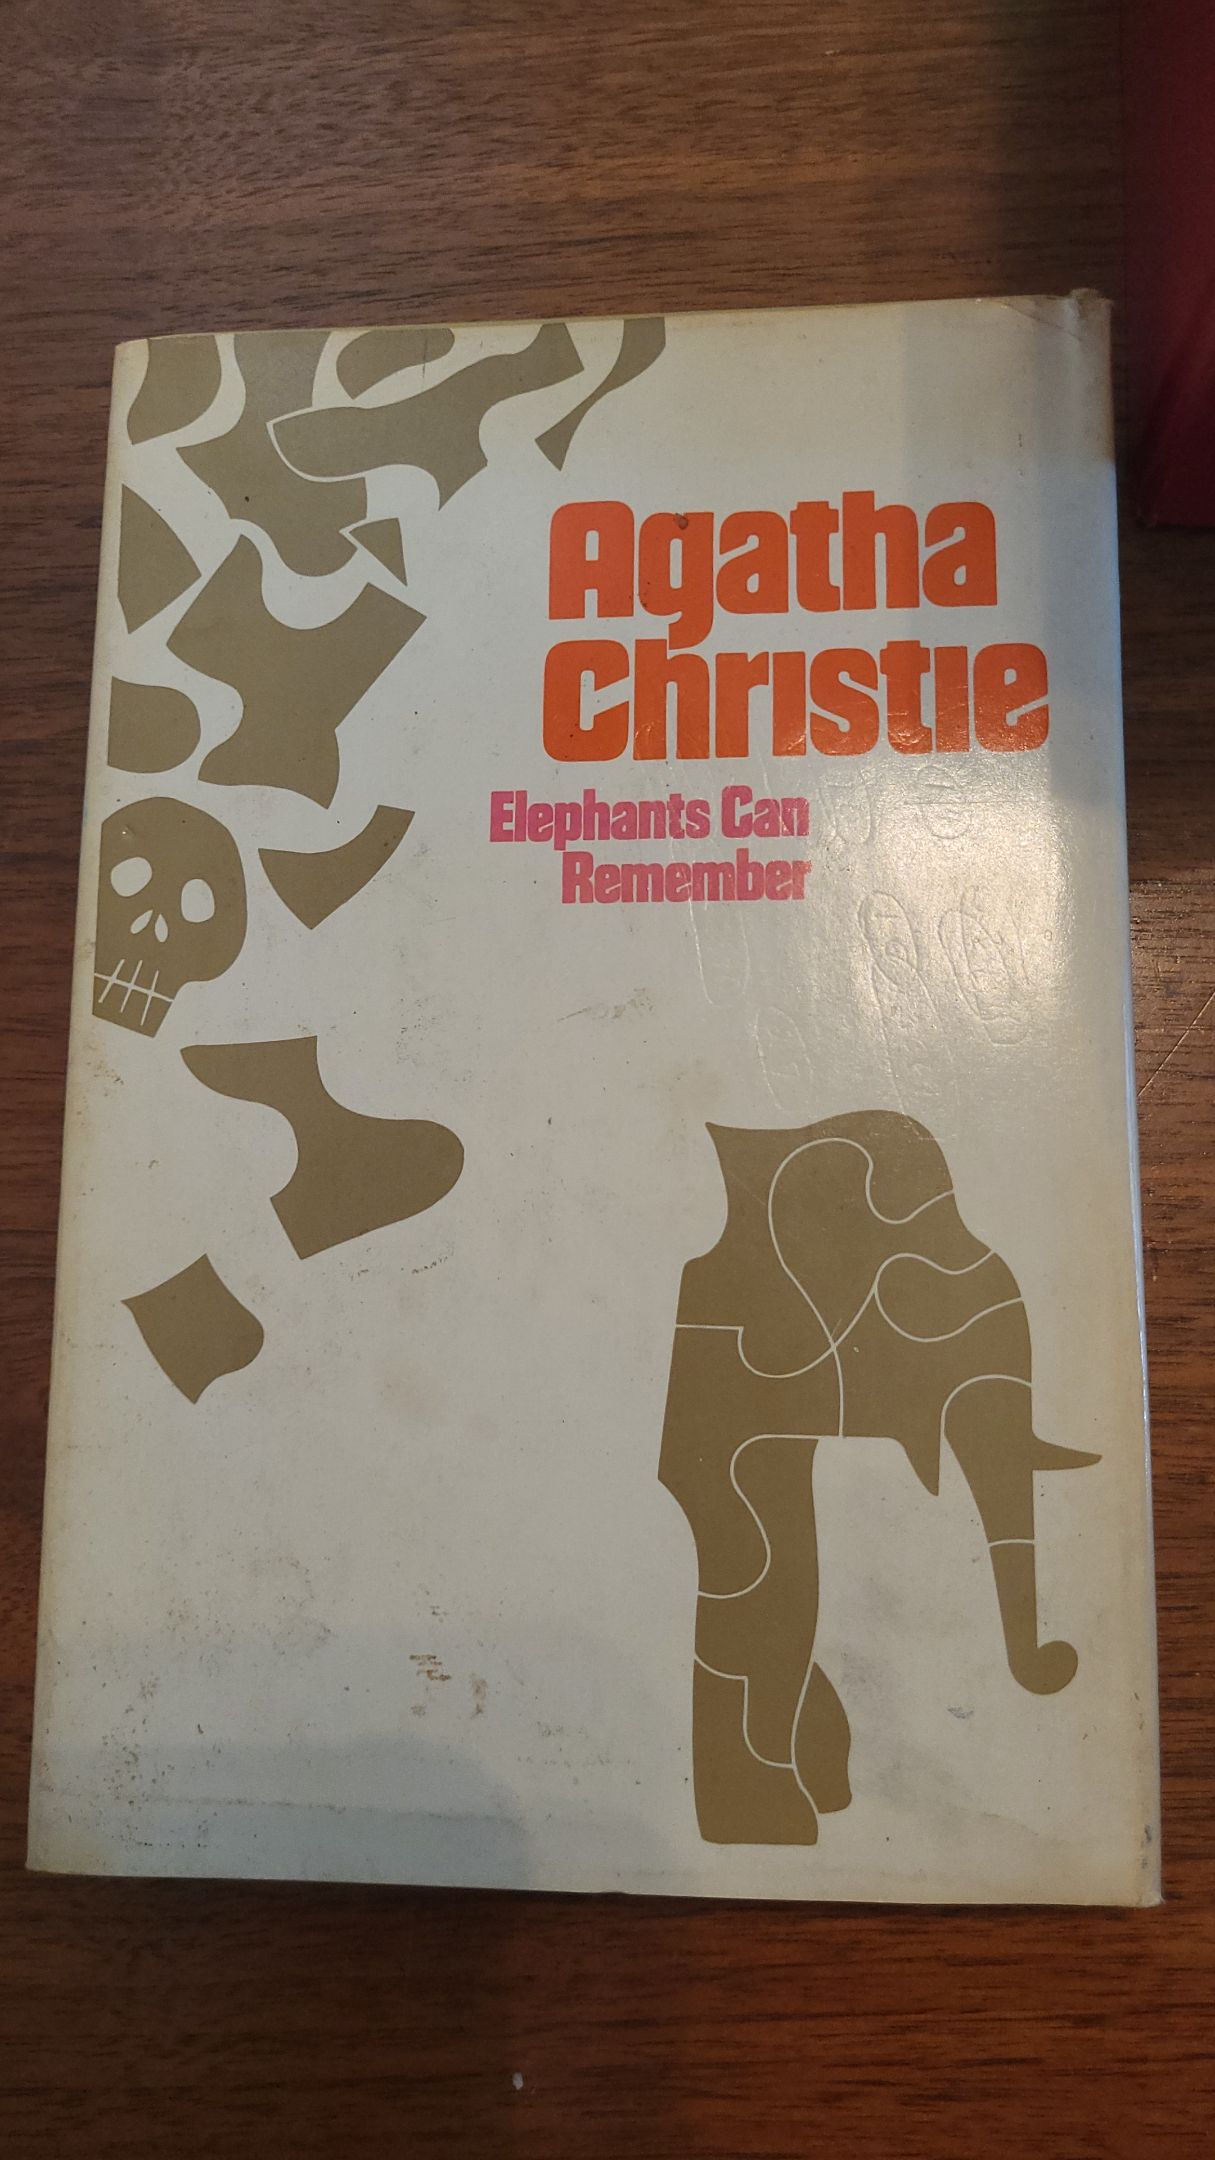 Agatha
Christie
Elephants Can
Remember